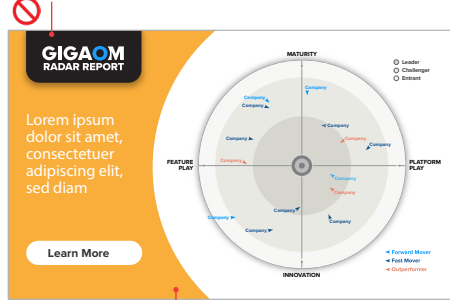 GIGAOM
RADAR REPORT
Lorem ipsum
dolor sit amet,
consectetuer
adipiscing elit,
sed diam
Learn More
MATURITY
Leader
Challenger
Entrant
Company
Company
Company
Company
Company
Company
Company
Company
FEATURE
PLAY
PLATFORM
PLAY
Company
Company
Company
Company
Company
Company
INNOVATION
Forward Mover
Fast Mover
Outperformer